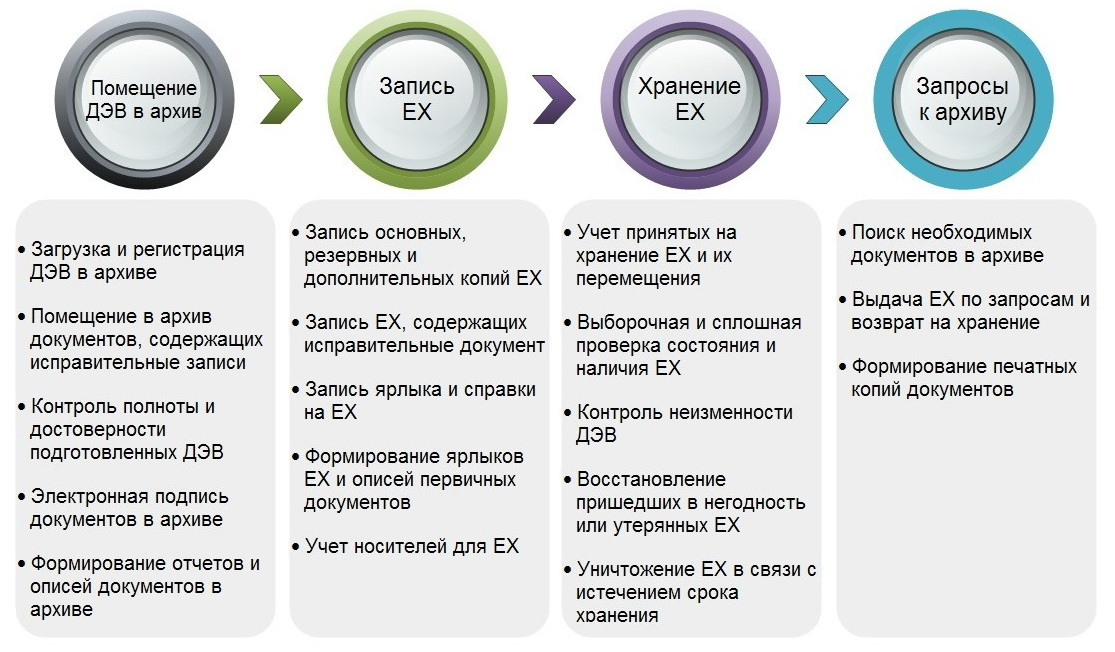 Помещение
ДЭВ в архив
Запись
ЕХ
Хранение
ЕХ
Запросы
к архиву
• Загрузка и регистрация
ДЭВ в архиве
• Помещение в архив
документов, содержащих
исправительные записи
• Контроль полноты и
достоверности
подготовленных ДЭВ
• Электронная подпись
документов в архиве
• Формирование отчетов и
описей документов в
архиве
• Запись основных,
резервных и
дополнительных копий ЕХ
• Запись ЕХ, содержащих
исправительные документ
• Запись ярлыка и справки
на ЕХ
• Формирование ярлыков
ЕХ и описей первичных
документов
• Учет носителей для ЕХ
• Учет принятых на
хранение ЕХ и их
перемещения
• Выборочная и сплошная
проверка состояния и
наличия ЕХ
• Контроль неизменности
ДЭВ
• Восстановление
пришедших в негодность
или утерянных ЕХ
• Уничтожение ЕХ в связи с
истечением срока
хранения
• Поиск необходимых
документов в архиве
• Выдача ЕХ по запросам и
возврат на хранение
• Формирование печатных
копий документов